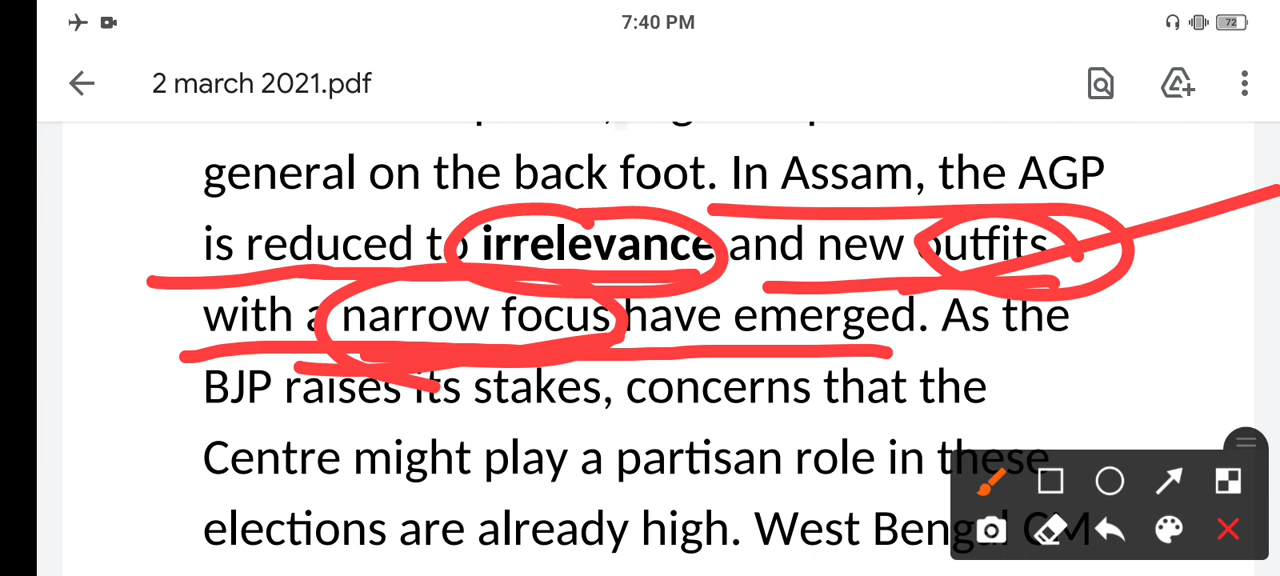 7:40 PM
72
2 march 2021.pdf
general on the back foot. In Assam, the AGP
is reduced to irrelevance and new outfits
with a narrow focus have emerged. As the
BJP raises its stakes, concerns that the
Centre might play a partisan role in these
elections are already high. West Bengal CM